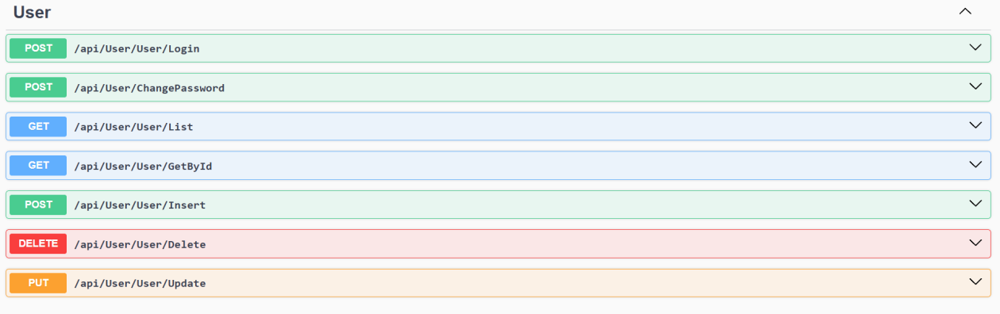 User
POST /api/User/User/Login
POST /api/User/ChangePassword
GET /api/User/User/List
GET /api/User/User/GetById
POST /api/User/User/Insert
DELETE /api/User/User/Delete
PUT /api/User/User/Update